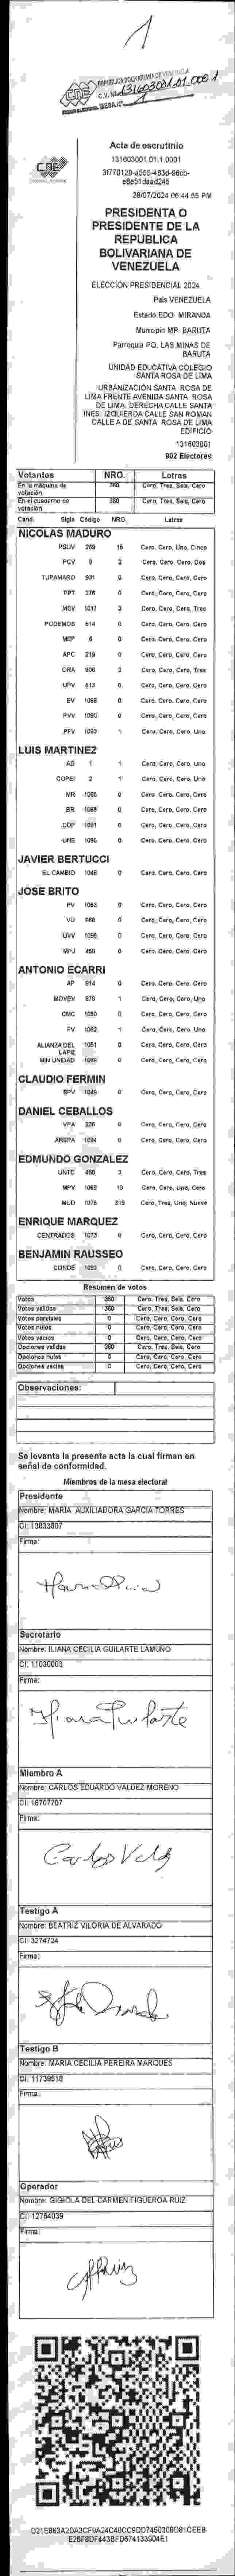 1
REPÚBLICA BOLIVARIANA DE VENEZUELA
CNE
C.V. Nº 131603001.01.0001
MESA Nº
CNE
Acta de escrutinio
131603001.01.1.0001
28/07/2024 06:44:55 PM
PRESIDENTA O
PRESIDENTE DE LA
REPUBLICA
BOLIVARIANA DE
VENEZUELA
ELECCIÓN PRESIDENCIAL 2024
País VENEZUELA
Estado EDO. MIRANDA
Municipio MP. BARUTA
Parroquia PQ. LAS MINAS DE
BARUTA
UNIDAD EDUCATIVA COLEGIO
SANTA ROSA DE LIMA
URBANIZACIÓN SANTA ROSA DE
LIMA FRENTE AVENIDA SANTA ROSA
DE LIMA. DERECHA CALLE SANTA
INES. IZQUIERDA CALLE SAN ROMAN
CALLE A DE SANTA ROSA DE LIMA
EDIFICIO
131603001
902 Electores
Votantes NRO. Letras
En la máquina de votación 360 Cero, Tres, Seis, Cero
En el cuaderno de votación 360 Cero, Tres, Seis, Cero
Cand. Sigla Código NRO. Letras
NICOLAS MADURO
PSUV 269 15 Cero, Cero, Uno, Cinco
PCV 9 2 Cero, Cero, Cero, Dos
TUPAMARO 931 0 Cero, Cero, Cero, Cero
PPT 276 0 Cero, Cero, Cero, Cero
MSV 1017 3 Cero, Cero, Cero, Tres
PODEMOS 514 0 Cero, Cero, Cero, Cero
MEP 6 0 Cero, Cero, Cero, Cero
APC 219 0 Cero, Cero, Cero, Cero
ORA 906 3 Cero, Cero, Cero, Tres
UPV 613 0 Cero, Cero, Cero, Cero
EV 1089 0 Cero, Cero, Cero, Cero
PVV 1090 0 Cero, Cero, Cero, Cero
PFV 1093 1 Cero, Cero, Cero, Uno
LUIS MARTINEZ
AD 1 1 Cero, Cero, Cero, Uno
COPEI 2 1 Cero, Cero, Cero, Uno
MR 0 Cero, Cero, Cero, Cero
BR 0 Cero, Cero, Cero, Cero
DDP 1091 0 Cero, Cero, Cero, Cero
UNE 1095 0 Cero, Cero, Cero, Cero
JAVIER BERTUCCI
EL CAMBIO 1048 0 Cero, Cero, Cero, Cero
JOSE BRITO
PV 1063 0 Cero, Cero, Cero, Cero
VU 860 0 Cero, Cero, Cero, Cero
UVV 1096 0 Cero, Cero, Cero, Cero
MPJ 459 0 Cero, Cero, Cero, Cero
ANTONIO ECARRI
AP 914 0 Cero, Cero, Cero, Cero
MOVEV 879 1 Cero, Cero, Cero, Uno
CMC 1050 0 Cero, Cero, Cero, Cero
FV 1062 1 Cero, Cero, Cero, Uno
ALIANZA DEL LAPIZ 1051 0 Cero, Cero, Cero, Cero
MIN UNIDAD 0 Cero, Cero, Cero, Cero
CLAUDIO FERMIN
SPV 1049 0 Cero, Cero, Cero, Cero
DANIEL CEBALLOS
VPA 226 0 Cero, Cero, Cero, Cero
AREPA 1094 0 Cero, Cero, Cero, Cero
EDMUNDO GONZALEZ
UNTC 450 3 Cero, Cero, Cero, Tres
MPV 1069 10 Cero, Cero, Uno, Cero
MUD 1075 319 Cero, Tres, Uno, Nueve
ENRIQUE MARQUEZ
CENTRADOS 1073 0 Cero, Cero, Cero, Cero
BENJAMIN RAUSSEO
CONDE 0 Cero, Cero, Cero, Cero
Resumen de votos
Votos 360 Cero, Tres, Seis, Cero
Votos validos 360 Cero, Tres, Seis, Cero
Votos parciales 0 Cero, Cero, Cero, Cero
Votos nulos 0 Cero, Cero, Cero, Cero
Votos vacios 0 Cero, Cero, Cero, Cero
Opciones validas 360 Cero, Tres, Seis, Cero
Opciones nulas 0 Cero, Cero, Cero, Cero
Opciones vacias 0 Cero, Cero, Cero, Cero
Observaciones:
Se levanta la presente acta la cual firman en
señal de conformidad.
Miembros de la mesa electoral
Presidente
Nombre: MARIA AUXILIADORA GARCIA TORRES
CI: 13833807
Firma:
Secretario
Nombre: ILIANA CECILIA GUILARTE LAMUÑO
CI: 11030003
Firma:
Iliana Guilarte
Miembro A
Nombre: CARLOS EDUARDO VALDEZ MORENO
CI: 16707707
Firma:
Carlos Valdz
Testigo A
Nombre: BEATRIZ VILORIA DE ALVARADO
CI: 3274724
Firma:
Testigo B
Nombre: MARIA CECILIA PEREIRA MARQUES
CI: 11739518
Firma:
Operador
Nombre: GIGIOLA DEL CARMEN FIGUEROA RUIZ
CI: 12764039
Firma: